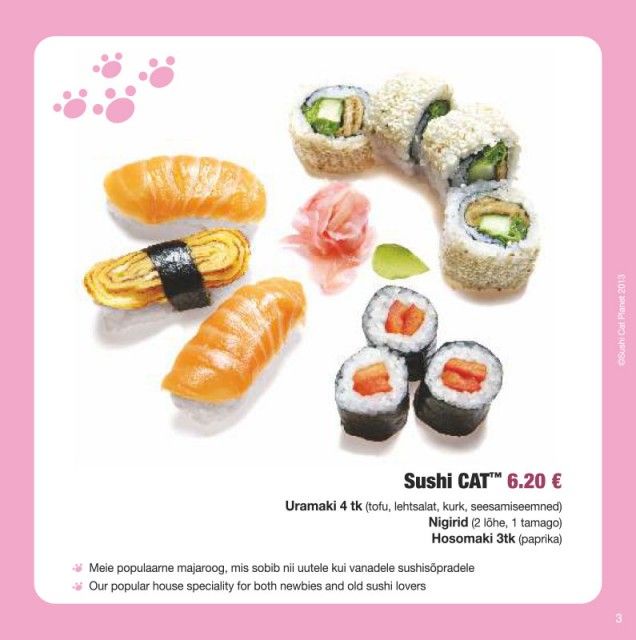 Sushi CAT™ 6.20 €
Uramaki 4 tk (tofu, lehtsalat, kurk, seesamiseemned)
Nigirid (2 lõhe, 1 tamago)
Hosomaki 3tk (paprika)
Meie populaarne majaroog, mis sobib nii uutele kui vanadele sushisõpradele
Our popular house speciality for both newbies and old sushi lovers
©Sushi Cat Planet 2013
3